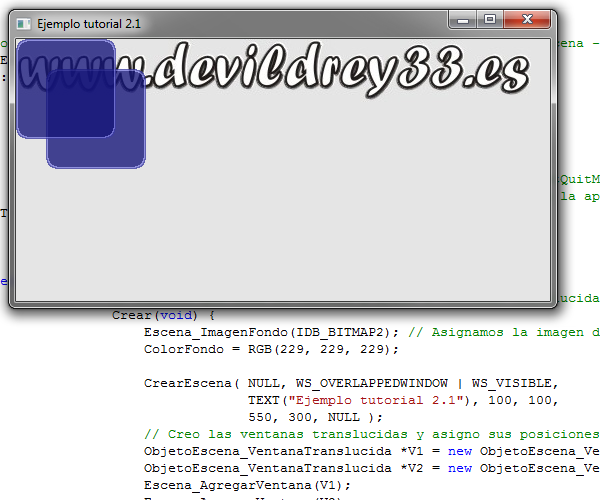 Ejemplo tutorial 2.1
www.devildrey33.es
cena -
QuitM
la ap
ucida
Crear(void) {
Escena_ImagenFondo(IDB_BITMAP2); // Asignamos la imagen d
ColorFondo = RGB(229, 229, 229);
CrearEscena( NULL, WS_OVERLAPPEDWINDOW | WS_VISIBLE,
TEXT("Ejemplo tutorial 2.1"), 100, 100,
550, 300, NULL );
// Creo las ventanas translucidas y asigno sus posiciones
ObjetoEscena_VentanaTranslucida *V1 = new ObjetoEscena_Ve
ObjetoEscena_VentanaTranslucida *V2 = new ObjetoEscena_Ve
Escena_AgregarVentana(V1);